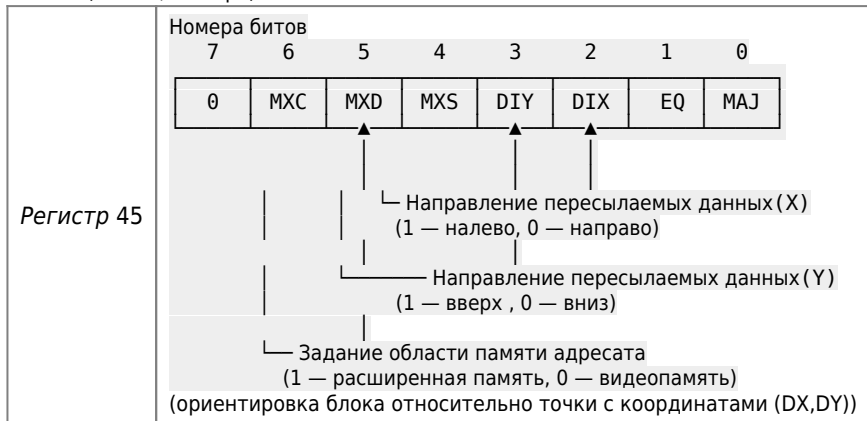 Номера битов
7 6 5 4 3 2 1 0
0 MXC MXD MXS DIY DIX EQ MAJ
Регистр 45
Направление пересылаемых данных(X)
(1 — налево, 0 — направо)
Направление пересылаемых данных(Y)
(1 — вверх , 0 — вниз)
Задание области памяти адресата
(1 — расширенная память, 0 — видеопамять)
(ориентировка блока относительно точки с координатами (DX,DY))